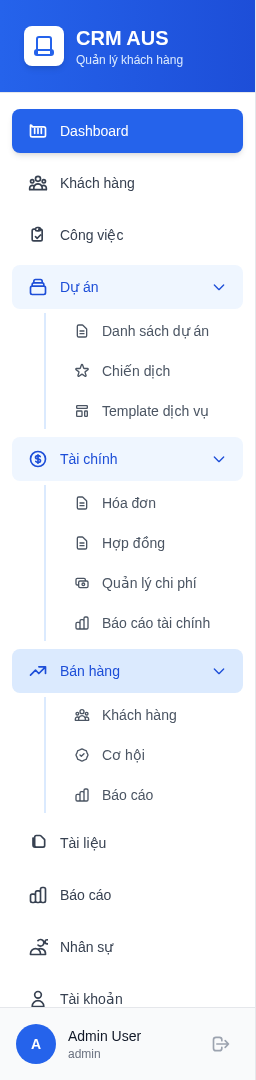 CRM AUS
Quản lý khách hàng
Dashboard
Khách hàng
Công việc
Dự án
Danh sách dự án
Chiến dịch
Template dịch vụ
Tài chính
Hóa đơn
Hợp đồng
Quản lý chi phí
Báo cáo tài chính
Bán hàng
Khách hàng
Cơ hội
Báo cáo
Tài liệu
Báo cáo
Nhân sự
Tài khoản
A
Admin User
admin